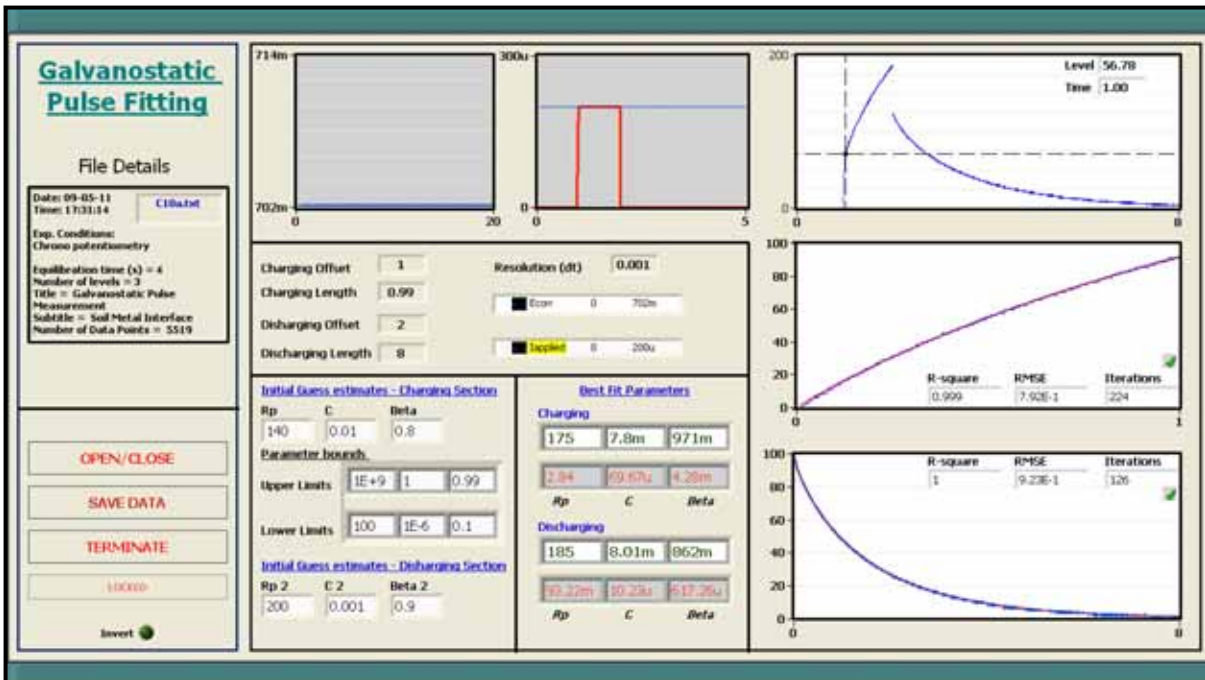 Galvanostatic
Pulse Fitting
File Details
Date: 09-05-11
Time: 17:31:14
C10a.txt
Exp. Conditions:
Chrono potentiometry
Equilibration time (s) = 4
Number of levels = 3
Title = Galvanostatic Pulse
Measurement
Subtitle = Soil Metal Interface
Number of Data Points = 5519
OPEN/CLOSE
SAVE DATA
TERMINATE
LOCKED
Invert
714m
702m
0
20
300u
0
0
5
200
0
0
8
Level 56.78
Time 1.00
Charging Offset 1
Charging Length 0.99
Disharging Offset 2
Discharging Length 8
Resolution (dt) 0.001
Econ 0 702m
Iapplied 0 200u
Initial Guess estimates - Charging Section
Rp C Beta
140 0.01 0.8
Parameter bounds
Upper Limits 1E+9 1 0.99
Lower Limits 100 1E-6 0.1
Initial Guess estimates - Disharging Section
Rp 2 C 2 Beta 2
200 0.001 0.9
Best Fit Parameters
Charging
175 7.8m 971m
2.84 69.67u 4.28m
Rp C Beta
Discharging
185 8.01m 862m
93.22m 10.23u 617.26u
Rp C Beta
100
80
60
40
20
0
0
1
R-square RMSE Iterations
0.999 7.92E-1 224
100
80
60
40
20
0
0
8
R-square RMSE Iterations
1 9.23E-1 126